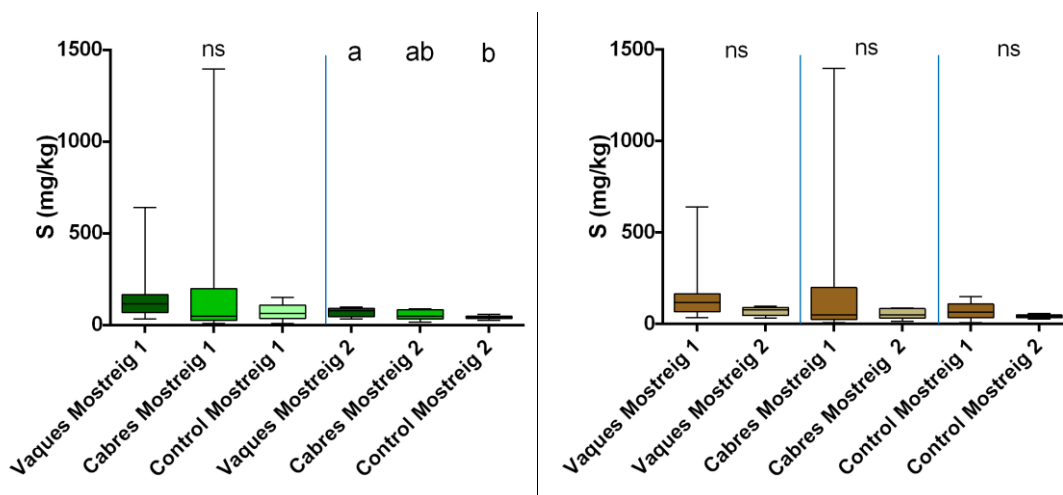 ns
a
ab
b
S (mg/kg)
1500
1000
500
0
Vaques Mostreig 1
Cabres Mostreig 1
Control Mostreig 1
Vaques Mostreig 2
Cabres Mostreig 2
Control Mostreig 2
ns
ns
ns
S (mg/kg)
1500
1000
500
0
Vaques Mostreig 1
Vaques Mostreig 2
Cabres Mostreig 1
Cabres Mostreig 2
Control Mostreig 1
Control Mostreig 2